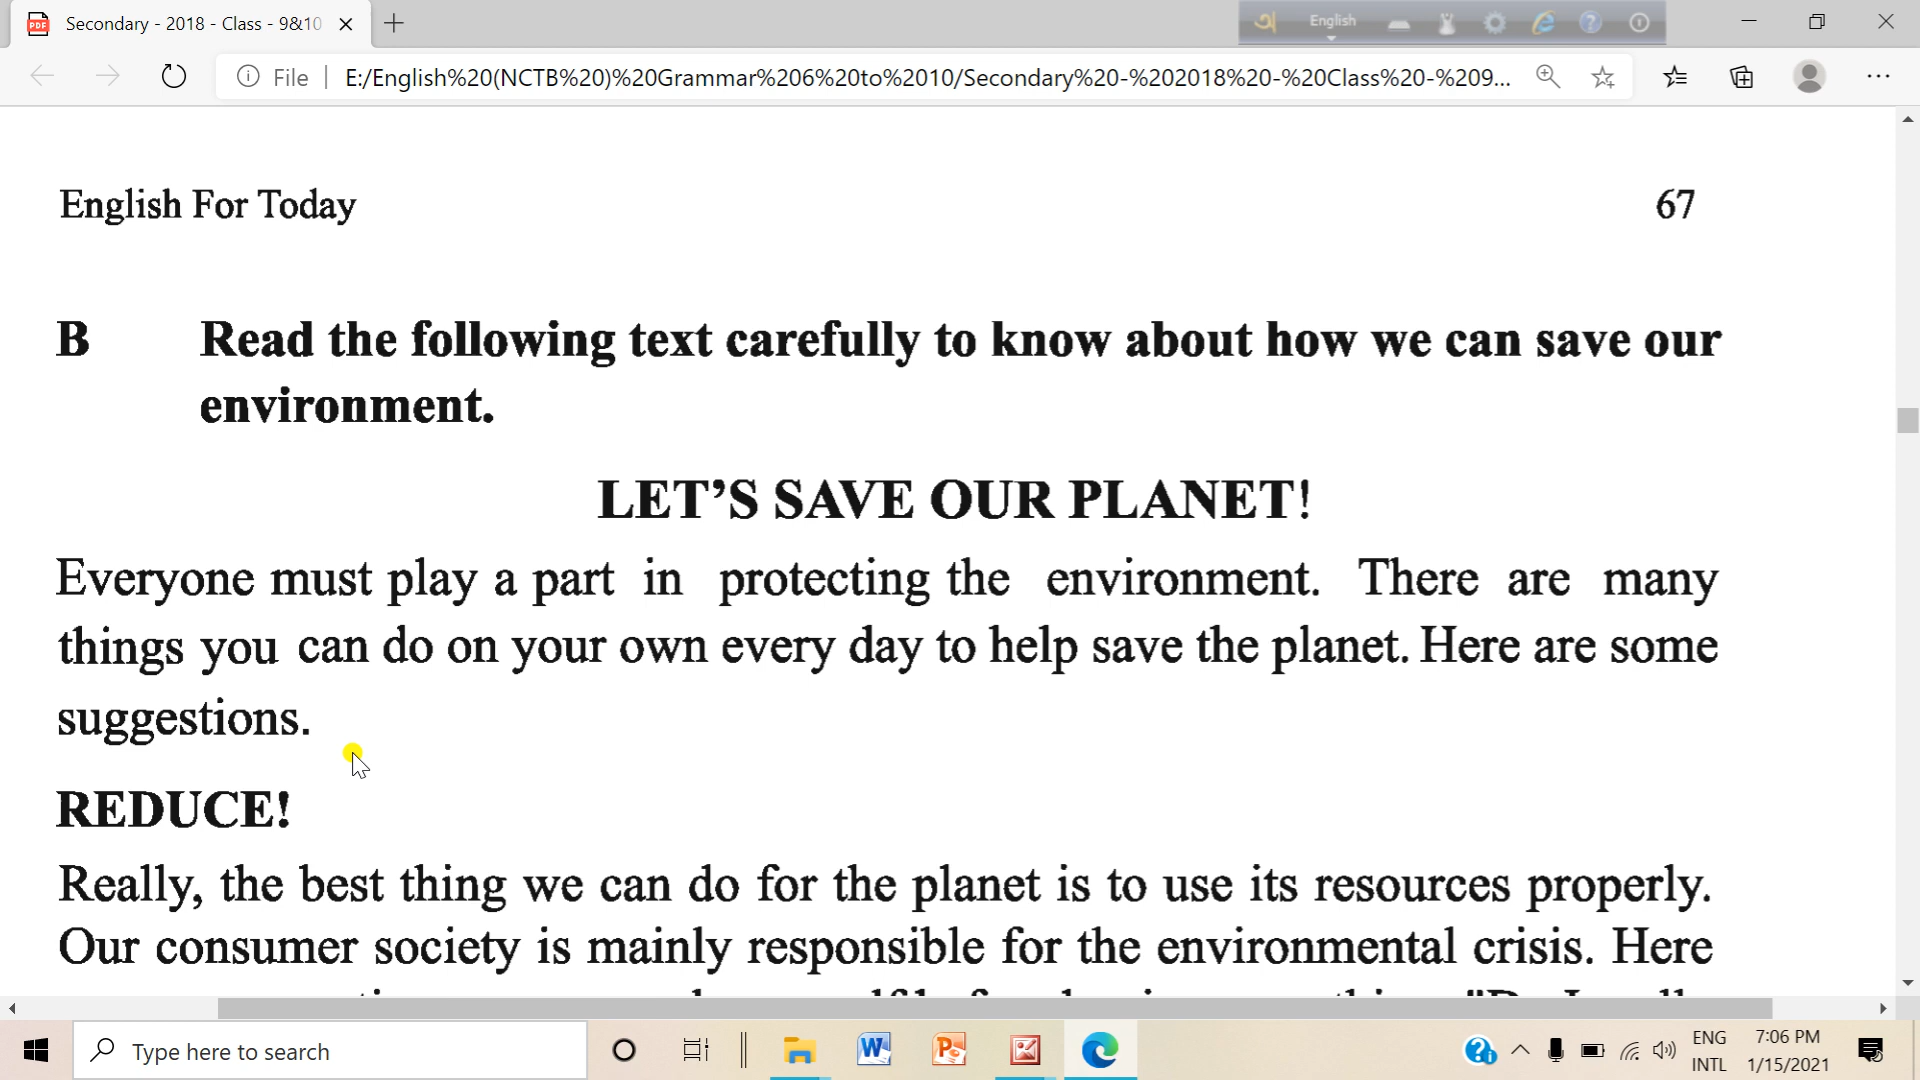 Secondary - 2018 - Class - 9&10
English
File
E:/English%20(NCTB%20)%20Grammar%206%20to%2010/Secondary%20-%202018%20-%20Class%20-%209...
English For Today 67
B Read the following text carefully to know about how we can save our
environment.
LET'S SAVE OUR PLANET!
Everyone must play a part in protecting the environment. There are many
things you can do on your own every day to help save the planet. Here are some
suggestions.
REDUCE!
Really, the best thing we can do for the planet is to use its resources properly.
Our consumer society is mainly responsible for the environmental crisis. Here
Type here to search
ENG
INTL
7:06 PM
1/15/2021